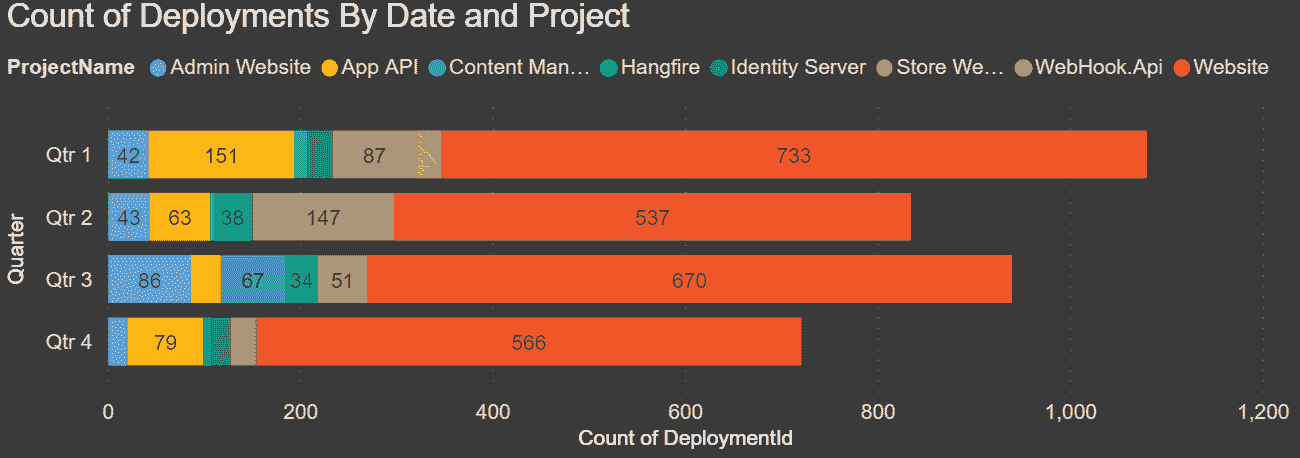 Count of Deployments By Date and Project
ProjectName Admin Website App API Content Man... Hangfire Identity Server Store We... WebHook.Api Website
Quarter
Qtr 1 42 151 87 733
Qtr 2 43 63 38 147 537
Qtr 3 86 67 34 51 670
Qtr 4 79 566
0 200 400 600 800 1,000 1,200
Count of DeploymentId